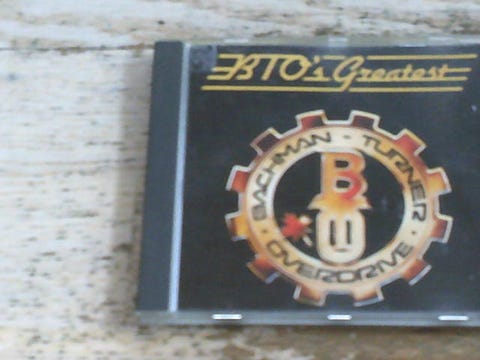 BTO's Greatest
BACHMAN · TURNER · OVERDRIVE ·
B